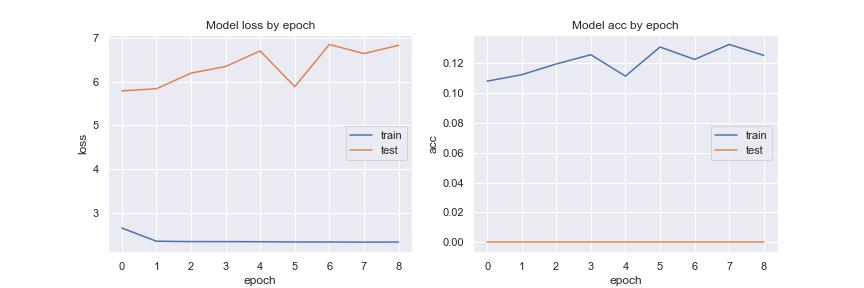 Model loss by epoch
7
6
5
4
3
loss
train
test
0 1 2 3 4 5 6 7 8
epoch
Model acc by epoch
0.12
0.10
0.08
0.06
0.04
0.02
0.00
acc
train
test
0 1 2 3 4 5 6 7 8
epoch